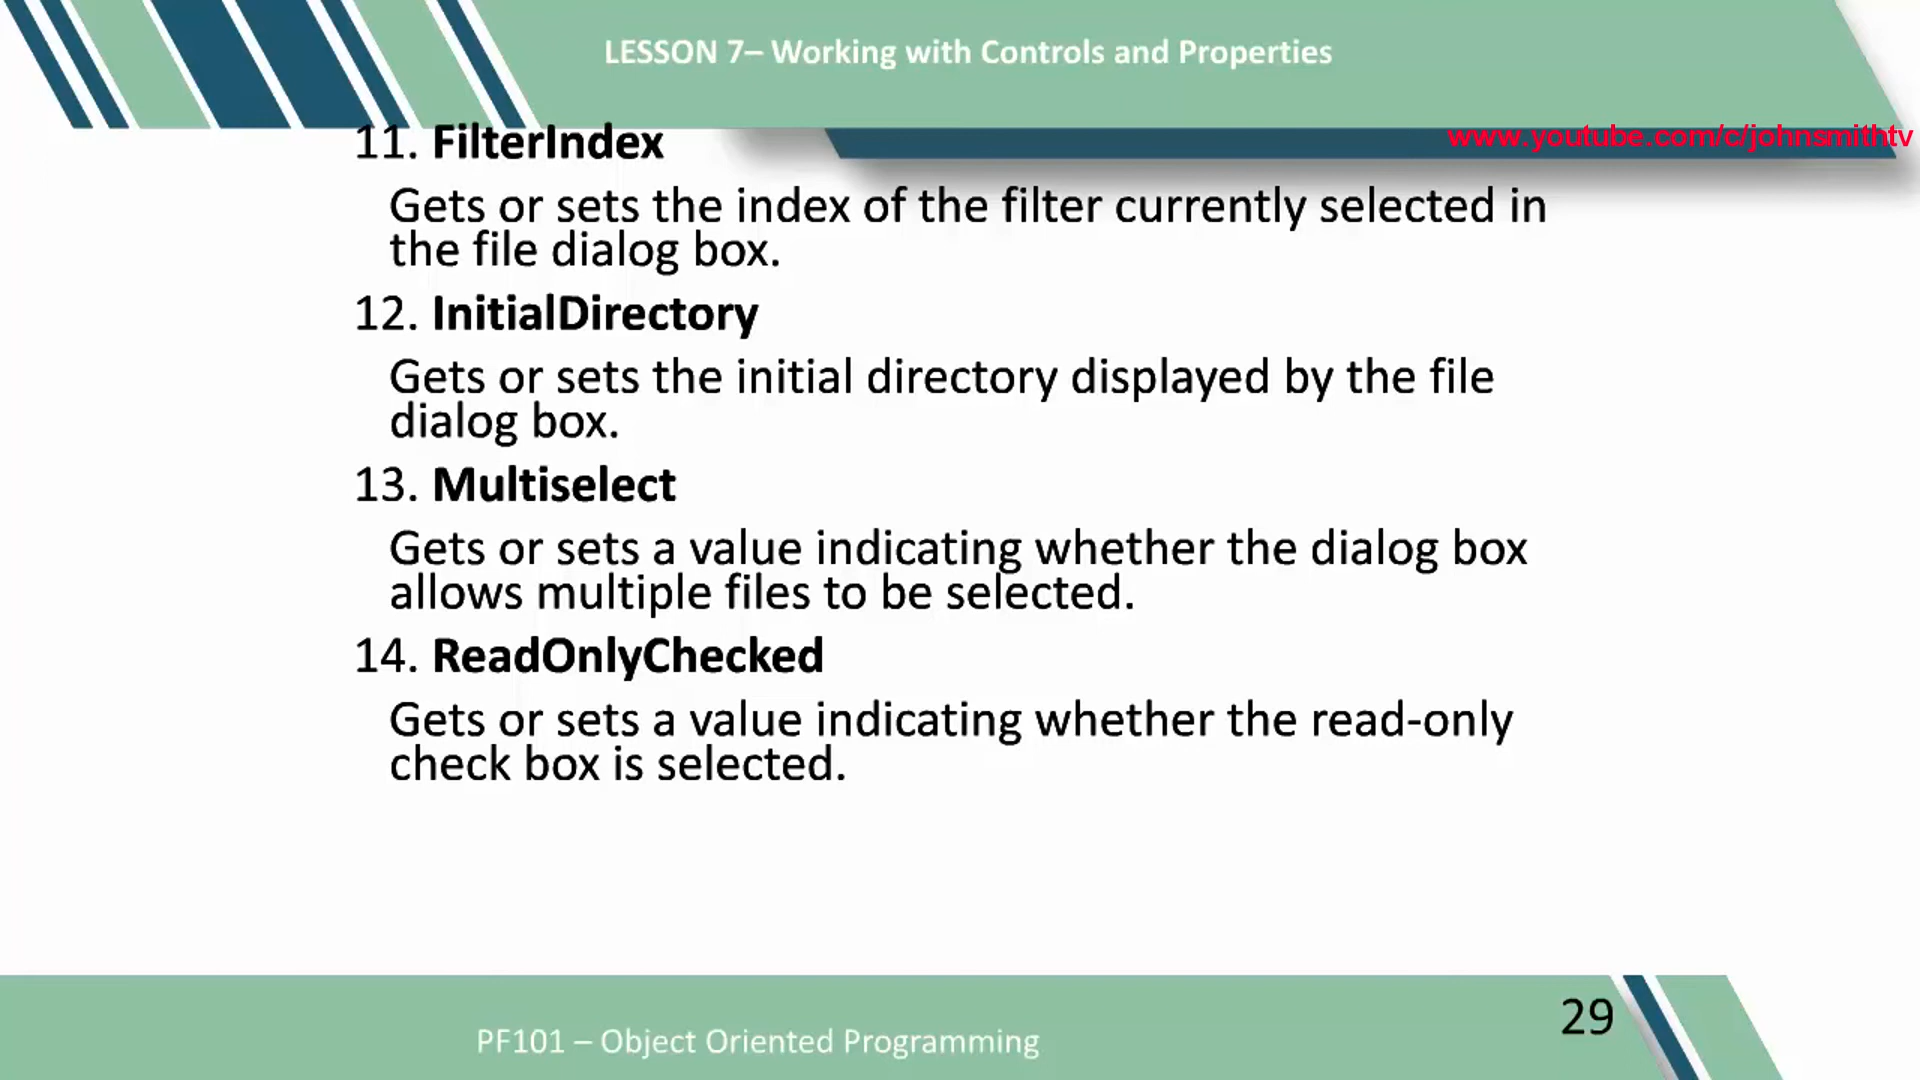 LESSON 7– Working with Controls and Properties
www.youtube.com/c/johnsmithtv
11. FilterIndex
Gets or sets the index of the filter currently selected in
the file dialog box.
12. InitialDirectory
Gets or sets the initial directory displayed by the file
dialog box.
13. Multiselect
Gets or sets a value indicating whether the dialog box
allows multiple files to be selected.
14. ReadOnlyChecked
Gets or sets a value indicating whether the read-only
check box is selected.
29
PF101 – Object Oriented Programming